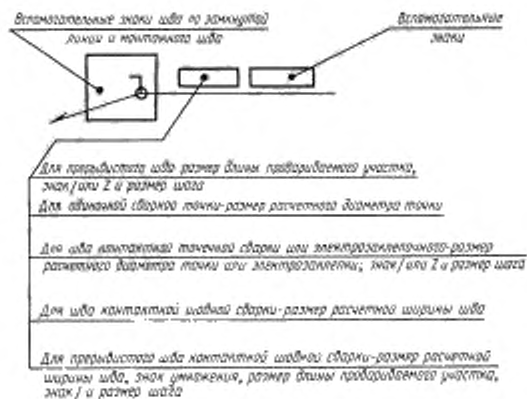 Вспомогательные знаки шва по замкнутой
линии и монтажного шва
Вспомогательные
знаки
Для прерывистого шва размер длины провариваемого участка,
знак / или Z и размер шага
Для одиночной сваркой точки-размер расчетного диаметра точки
Для шва контактной точечной сварки или электрозаклепочного-размер
расчетного диаметра точки или электрозаклепки; знак / или Z и размер шага
Для шва контактной шовной сварки-размер расчетной ширины шва
Для прерывистого шва контактной шовной сварки-размер расчетной
ширины шва, знак умножения, размер длины провариваемого участка,
знак / и размер шага